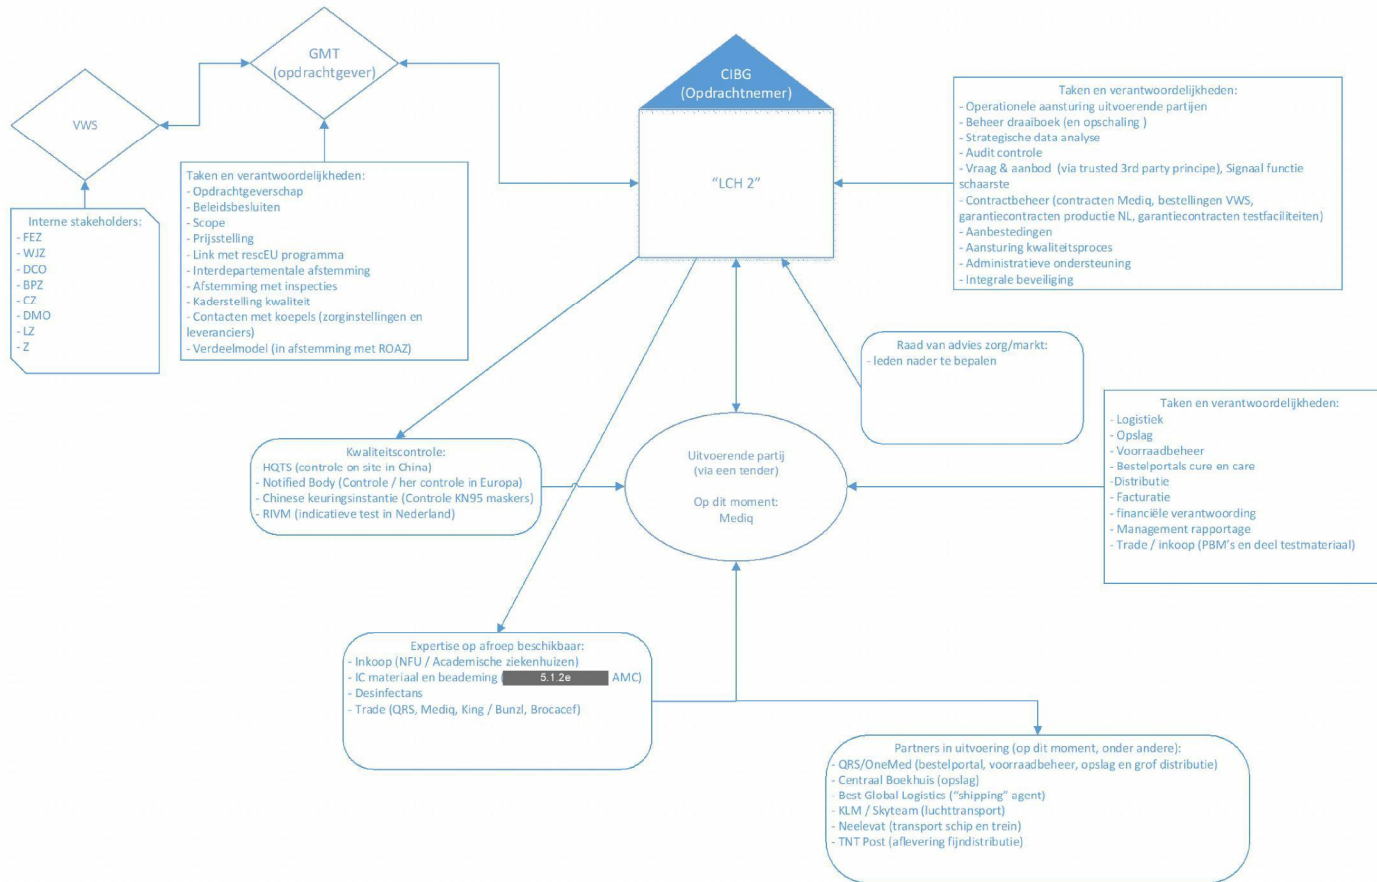 GMT
(opdrachtgever)
VWS
CIBG
(Opdrachtnemer)
"LCH 2"
Interne stakeholders:
- FEZ
- WJZ
- DCO
- BPZ
- CZ
- DMO
- LZ
- Z
Taken en verantwoordelijkheden:
- Opdrachtgeverschap
- Beleidsbesluiten
- Scope
- Prijsstelling
- Link met rescEU programma
- Interdepartementale afstemming
- Afstemming met inspecties
- Kaderstelling kwaliteit
- Contacten met koepels (zorginstellingen en
leveranciers)
- Verdeelmodel (in afstemming met ROAZ)
Taken en verantwoordelijkheden:
- Operationele aansturing uitvoerende partijen
- Beheer draaiboek (en opschaling )
- Strategische data analyse
- Audit controle
- Vraag & aanbod (via trusted 3rd party principe), Signaal functie
schaarste
- Contractbeheer (contracten Mediq, bestellingen VWS,
garantiecontracten productie NL, garantiecontracten testfaciliteiten)
- Aanbestedingen
- Aansturing kwaliteitsproces
- Administratieve ondersteuning
- Integrale beveiliging
Raad van advies zorg/markt:
- leden nader te bepalen
Taken en verantwoordelijkheden:
- Logistiek
- Opslag
- Voorraadbeheer
- Bestelportals cure en care
-Distributie
- Facturatie
- financiële verantwoording
- Management rapportage
- Trade / inkoop (PBM's en deel testmateriaal)
Kwaliteitscontrole:
- HQTS (controle on site in China)
- Notified Body (Controle / her controle in Europa)
- Chinese keuringsinstantie (Controle KN95 maskers)
- RIVM (indicatieve test in Nederland)
Uitvoerende partij
(via een tender)
Op dit moment:
Mediq
Expertise op afroep beschikbaar:
- Inkoop (NFU / Academische ziekenhuizen)
- IC materiaal en beademing ( 5.1.2e AMC)
- Desinfectans
- Trade (QRS, Mediq, King / Bunzl, Brocacef)
Partners in uitvoering (op dit moment, onder andere):
- QRS/OneMed (bestelportal, voorraadbeheer, opslag en grof distributie)
- Centraal Boekhuis (opslag)
- Best Global Logistics ("shipping" agent)
- KLM / Skyteam (luchttransport)
- Neelevat (transport schip en trein)
- TNT Post (aflevering fijndistributie)